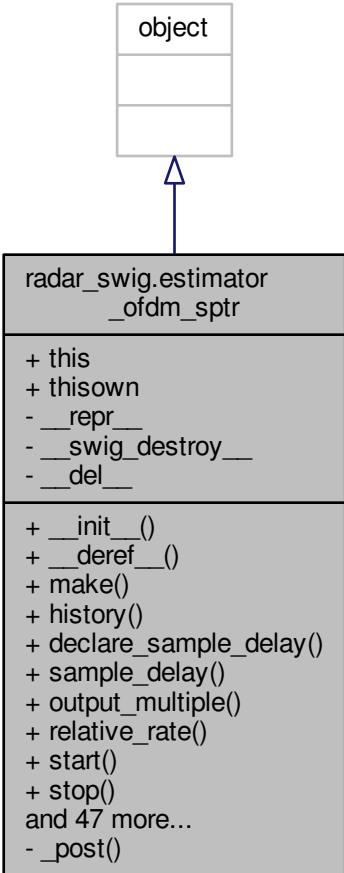 object
radar_swig.estimator
_ofdm_sptr
+ this
+ thisown
- __repr__
- __swig_destroy__
- __del__
+ __init__()
+ __deref__()
+ make()
+ history()
+ declare_sample_delay()
+ sample_delay()
+ output_multiple()
+ relative_rate()
+ start()
+ stop()
and 47 more...
- _post()